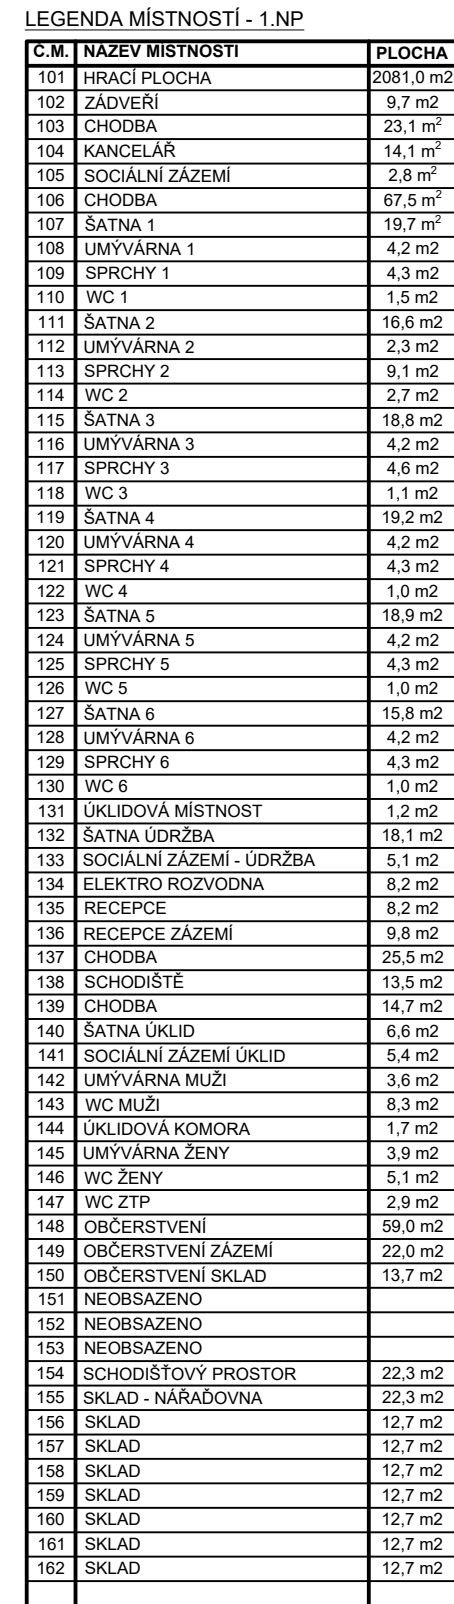 LEGENDA MÍSTNOSTÍ - 1.NP
Č.M. NÁZEV MÍSTNOSTI PLOCHA
101 HRACÍ PLOCHA 2081,0 m2
102 ZÁDVEŘÍ 9,7 m2
103 CHODBA 23,1 m²
104 KANCELÁŘ 14,1 m²
105 SOCIÁLNÍ ZÁZEMÍ 2,8 m²
106 CHODBA 67,5 m²
107 ŠATNA 1 19,7 m²
108 UMÝVÁRNA 1 4,2 m2
109 SPRCHY 1 4,3 m2
110 WC 1 1,5 m2
111 ŠATNA 2 16,6 m2
112 UMÝVÁRNA 2 2,3 m2
113 SPRCHY 2 9,1 m2
114 WC 2 2,7 m2
115 ŠATNA 3 18,8 m2
116 UMÝVÁRNA 3 4,2 m2
117 SPRCHY 3 4,6 m2
118 WC 3 1,1 m2
119 ŠATNA 4 19,2 m2
120 UMÝVÁRNA 4 4,2 m2
121 SPRCHY 4 4,3 m2
122 WC 4 1,0 m2
123 ŠATNA 5 18,9 m2
124 UMÝVÁRNA 5 4,2 m2
125 SPRCHY 5 4,3 m2
126 WC 5 1,0 m2
127 ŠATNA 6 15,8 m2
128 UMÝVÁRNA 6 4,2 m2
129 SPRCHY 6 4,3 m2
130 WC 6 1,0 m2
131 ÚKLIDOVÁ MÍSTNOST 1,2 m2
132 ŠATNA ÚDRŽBA 18,1 m2
133 SOCIÁLNÍ ZÁZEMÍ - ÚDRŽBA 5,1 m2
134 ELEKTRO ROZVODNA 8,2 m2
135 RECEPCE 8,2 m2
136 RECEPCE ZÁZEMÍ 9,8 m2
137 CHODBA 25,5 m2
138 SCHODIŠTĚ 13,5 m2
139 CHODBA 14,7 m2
140 ŠATNA ÚKLID 6,6 m2
141 SOCIÁLNÍ ZÁZEMÍ ÚKLID 5,4 m2
142 UMÝVÁRNA MUŽI 3,6 m2
143 WC MUŽI 8,3 m2
144 ÚKLIDOVÁ KOMORA 1,7 m2
145 UMÝVÁRNA ŽENY 3,9 m2
146 WC ŽENY 5,1 m2
147 WC ZTP 2,9 m2
148 OBČERSTVENÍ 59,0 m2
149 OBČERSTVENÍ ZÁZEMÍ 22,0 m2
150 OBČERSTVENÍ SKLAD 13,7 m2
151 NEOBSAZENO
152 NEOBSAZENO
153 NEOBSAZENO
154 SCHODIŠŤOVÝ PROSTOR 22,3 m2
155 SKLAD - NÁŘAĎOVNA 22,3 m2
156 SKLAD 12,7 m2
157 SKLAD 12,7 m2
158 SKLAD 12,7 m2
159 SKLAD 12,7 m2
160 SKLAD 12,7 m2
161 SKLAD 12,7 m2
162 SKLAD 12,7 m2